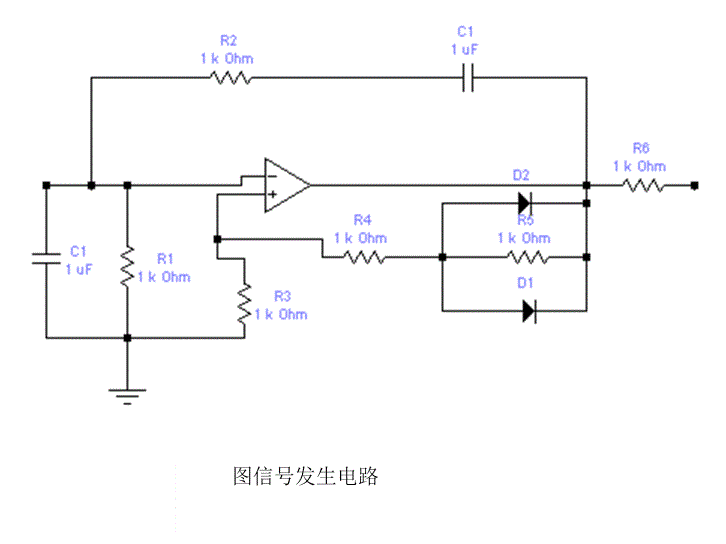 C1
1 uF
R2
1 k Ohm
R6
1 k Ohm
D2
R4
1 k Ohm
R5
1 k Ohm
C1
1 uF
R1
1 k Ohm
D1
R3
1 k Ohm
图信号发生电路